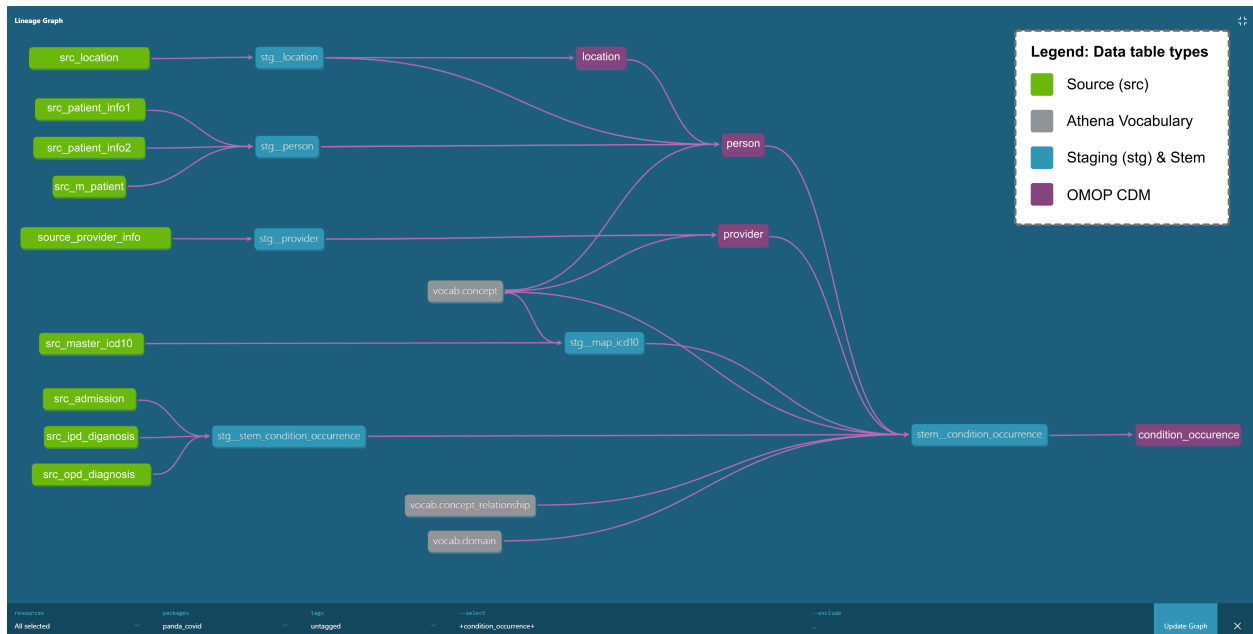 Lineage Graph
Legend: Data table types
Source (src)
Athena Vocabulary
Staging (stg) & Stem
OMOP CDM
src_location
stg__location
location
src_patient_info1
src_patient_info2
stg__person
person
src_m_patient
source_provider_info
stg__provider
provider
vocab.concept
src_master_icd10
stg__map_icd10
src_admission
src_ipd_diganosis
stg__stem_condition_occurrence
stem__condition_occurrence
condition_occurence
src_opd_diagnosis
vocab.concept_relationship
vocab.domain
resources
All selected
packages
panda_covid
tags
untagged
--select
+condition_occurrence+
--exclude
...
Update Graph